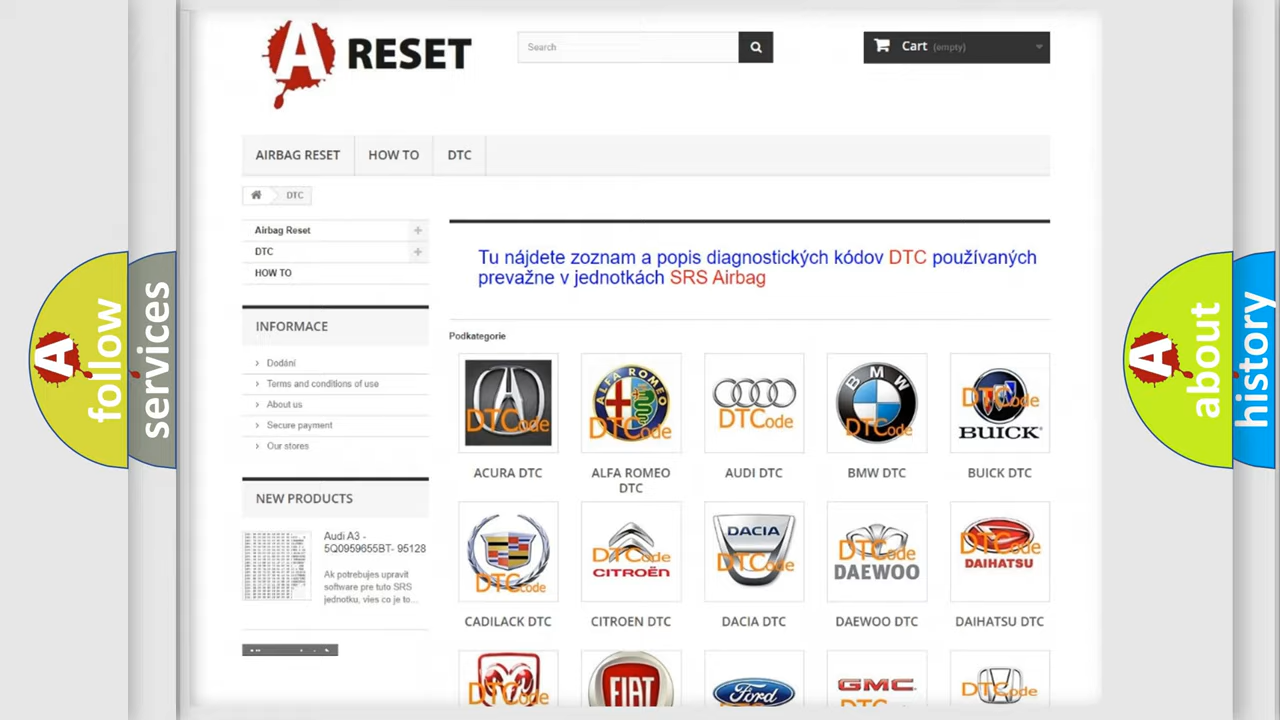 A RESET
Search
Cart (empty)
AIRBAG RESET
HOW TO
DTC
DTC
Airbag Reset
DTC
HOW TO
INFORMACE
Dodání
Terms and conditions of use
About us
Secure payment
Our stores
NEW PRODUCTS
Audi A3 -
5Q0959655BT- 95128
Ak potrebujes upravit
software pre tuto SRS
jednotku, vies co je to...
Tu nájdete zoznam a popis diagnostických kódov DTC používaných
prevažne v jednotkách SRS Airbag
Podkategorie
DTCode
ALFA ROMEO
DTCode
DTCode
BMW
DTCode
DTCode
BUICK
ACURA DTC
ALFA ROMEO
DTC
AUDI DTC
BMW DTC
BUICK DTC
DTCode
DTCode
CITROËN
DACIA
DTCode
DTCode
DAEWOO
DTCode
DAIHATSU
CADILACK DTC
CITROEN DTC
DACIA DTC
DAEWOO DTC
DAIHATSU DTC
DTCode
FIAT
Ford
GMC
DTCode
A follow
services
A about
history